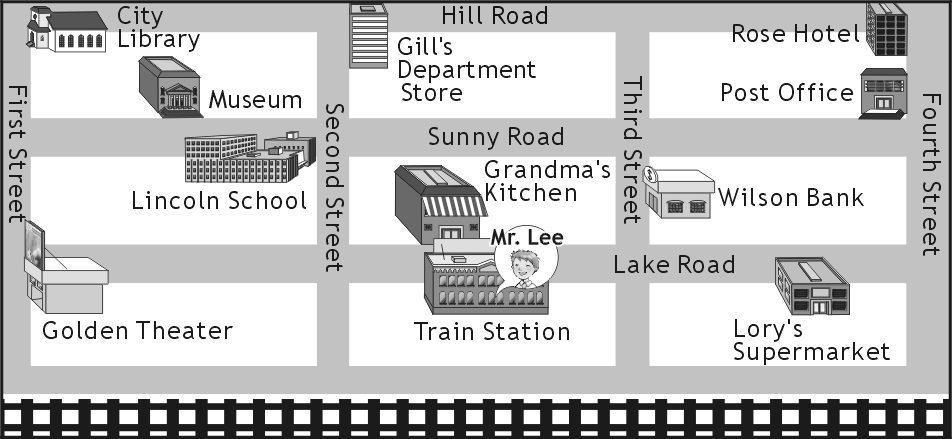 City
Library
Hill Road
Gill's
Department
Store
Rose Hotel
Museum
Post Office
First Street
Second Street
Third Street
Fourth Street
Sunny Road
Lincoln School
Grandma's
Kitchen
$
Wilson Bank
Mr. Lee
Lake Road
Golden Theater
Train Station
Lory's
Supermarket